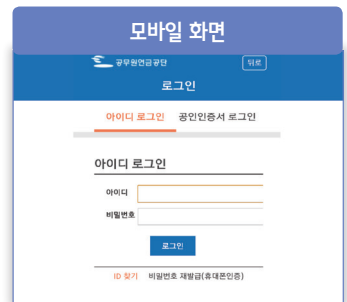 모바일 화면
공무원연금공단 뒤로
로그인
아이디 로그인 공인인증서 로그인
아이디 로그인
아이디
비밀번호
로그인
ID 찾기 비밀번호 재발급(휴대폰인증)